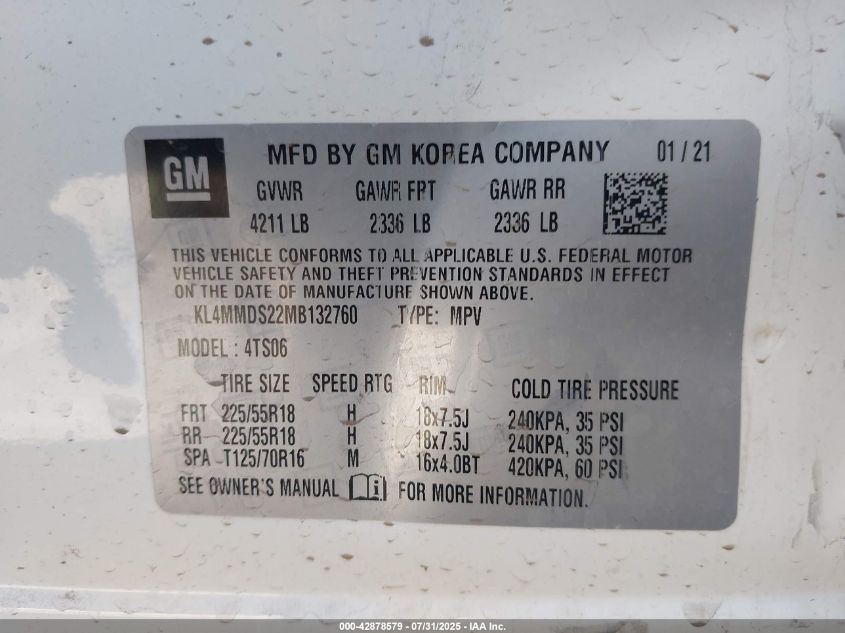 GM MFD BY GM KOREA COMPANY 01 / 21
GVWR GAWR FRT GAWR RR
4211 LB 2336 LB 2336 LB
THIS VEHICLE CONFORMS TO ALL APPLICABLE U.S. FEDERAL MOTOR
VEHICLE SAFETY AND THEFT PREVENTION STANDARDS IN EFFECT
ON THE DATE OF MANUFACTURE SHOWN ABOVE.
KL4MMDS22MB132760 TYPE: MPV
MODEL : 4TS06
TIRE SIZE SPEED RTG RIM COLD TIRE PRESSURE
FRT 225/55R18 H 18x7.5J 240KPA, 35 PSI
RR 225/55R18 H 18x7.5J 240KPA, 35 PSI
SPA T125/70R16 M 16x4.0BT 420KPA, 60 PSI
SEE OWNER'S MANUAL FOR MORE INFORMATION.
000-42878579 - 07/31/2025 - IAA Inc.